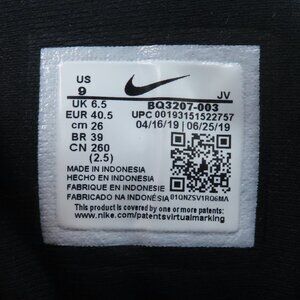 US
9
JV
UK 6.5
BQ3207-003
EUR 40.5
UPC 00193151522757
cm 26
04/16/19 06/25/19
BR 39
CN 260
(2.5)
MADE IN INDONESIA
HECHO EN INDONESIA
FABRIQUE EN INDONESIE
FABRICADO NA INDONÉSIA
01QNZSV1RQ6MA
This product is covered by one or more patents:
www.nike.com/patentsvirtualmarking